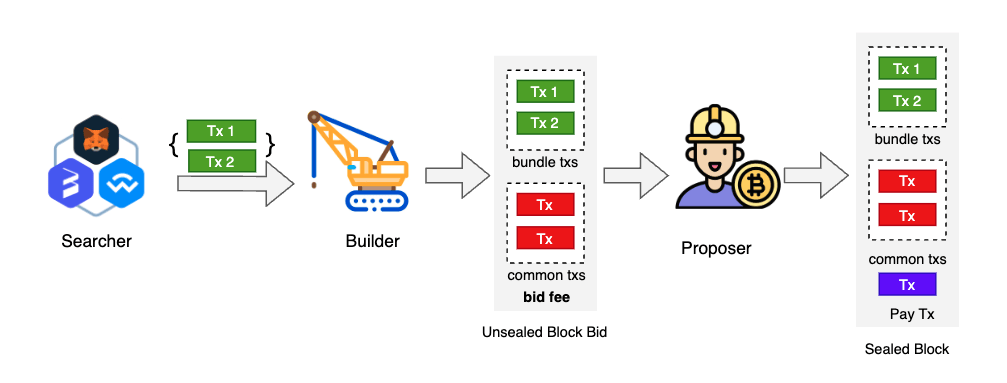 Tx 1
Tx 2
{ }
Searcher
Builder
Tx 1
Tx 2
bundle txs
Tx
Tx
common txs
bid fee
Unsealed Block Bid
Proposer
Tx 1
Tx 2
bundle txs
Tx
Tx
common txs
Tx
Pay Tx
Sealed Block